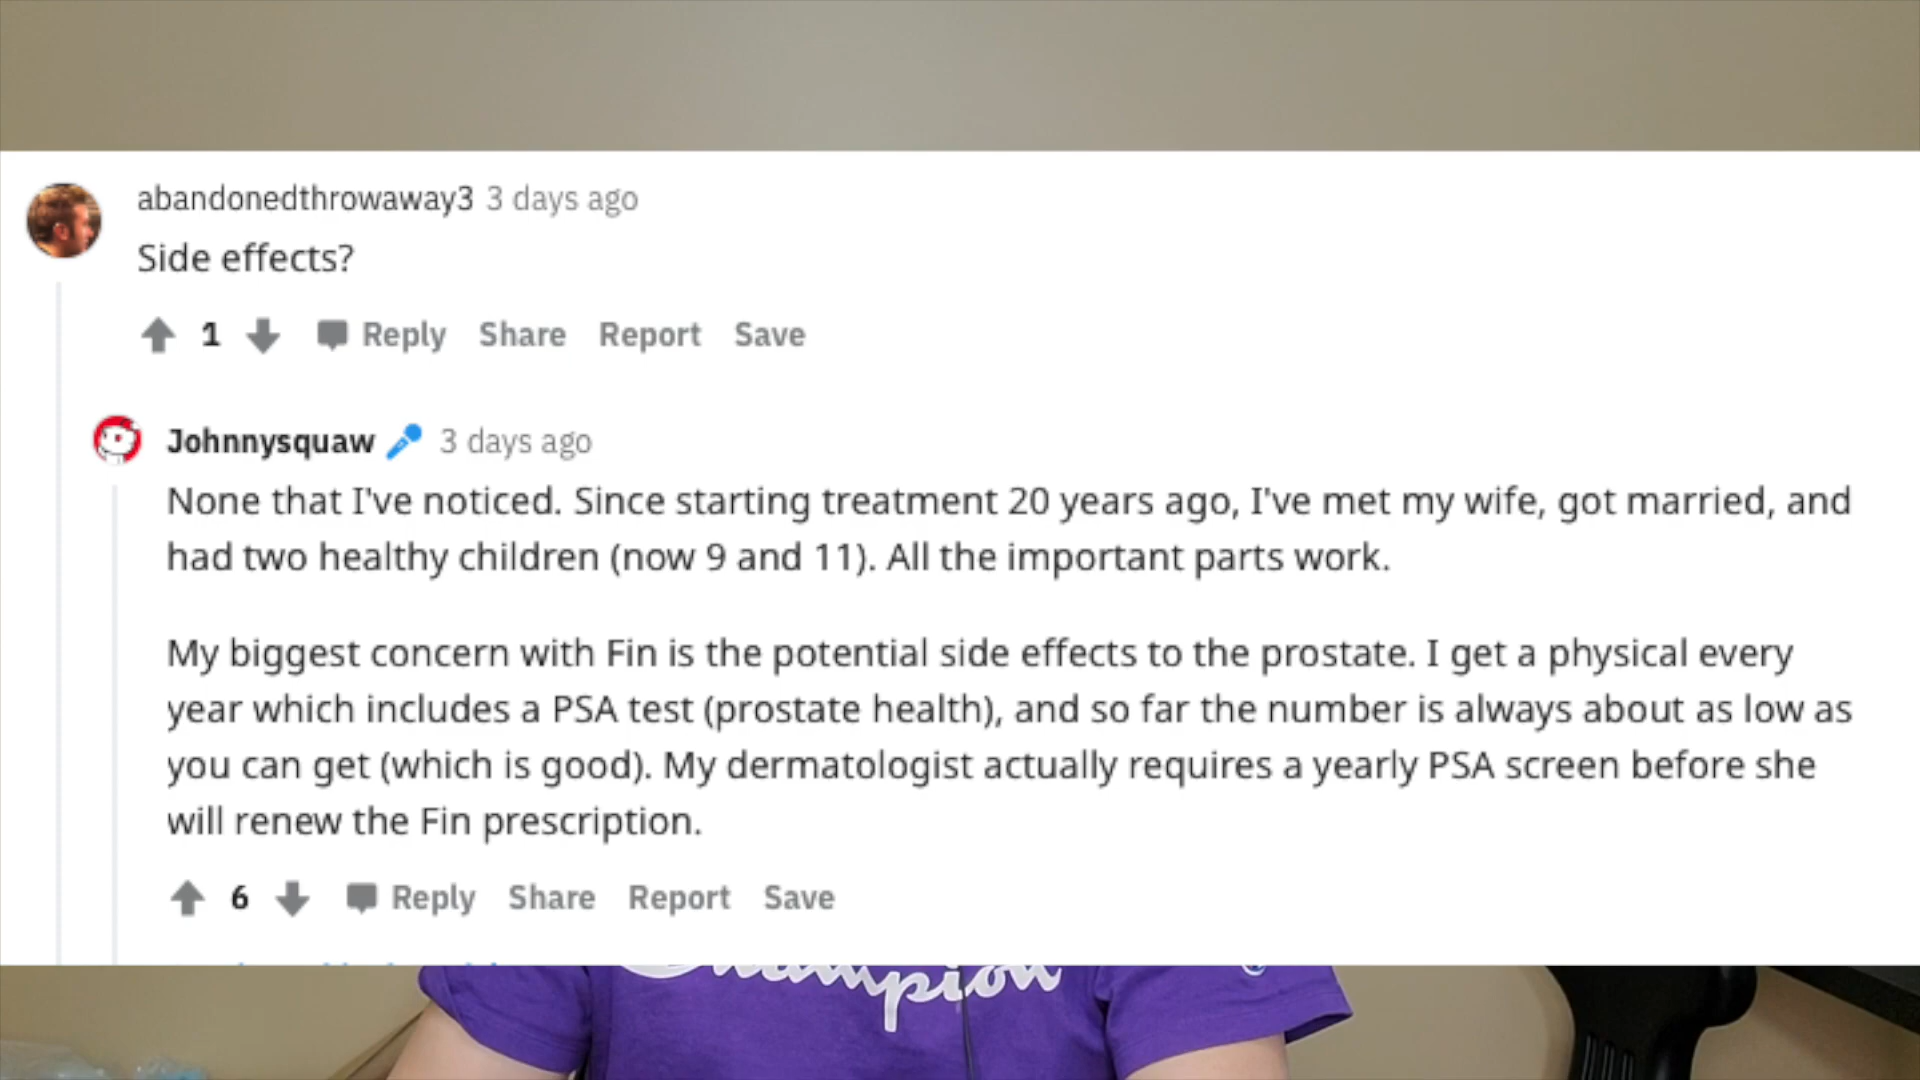 abandonedthrowaway3 3 days ago
Side effects?
1 Reply Share Report Save
Johnnysquaw 3 days ago
None that I've noticed. Since starting treatment 20 years ago, I've met my wife, got married, and
had two healthy children (now 9 and 11). All the important parts work.
My biggest concern with Fin is the potential side effects to the prostate. I get a physical every
year which includes a PSA test (prostate health), and so far the number is always about as low as
you can get (which is good). My dermatologist actually requires a yearly PSA screen before she
will renew the Fin prescription.
6 Reply Share Report Save
Champion